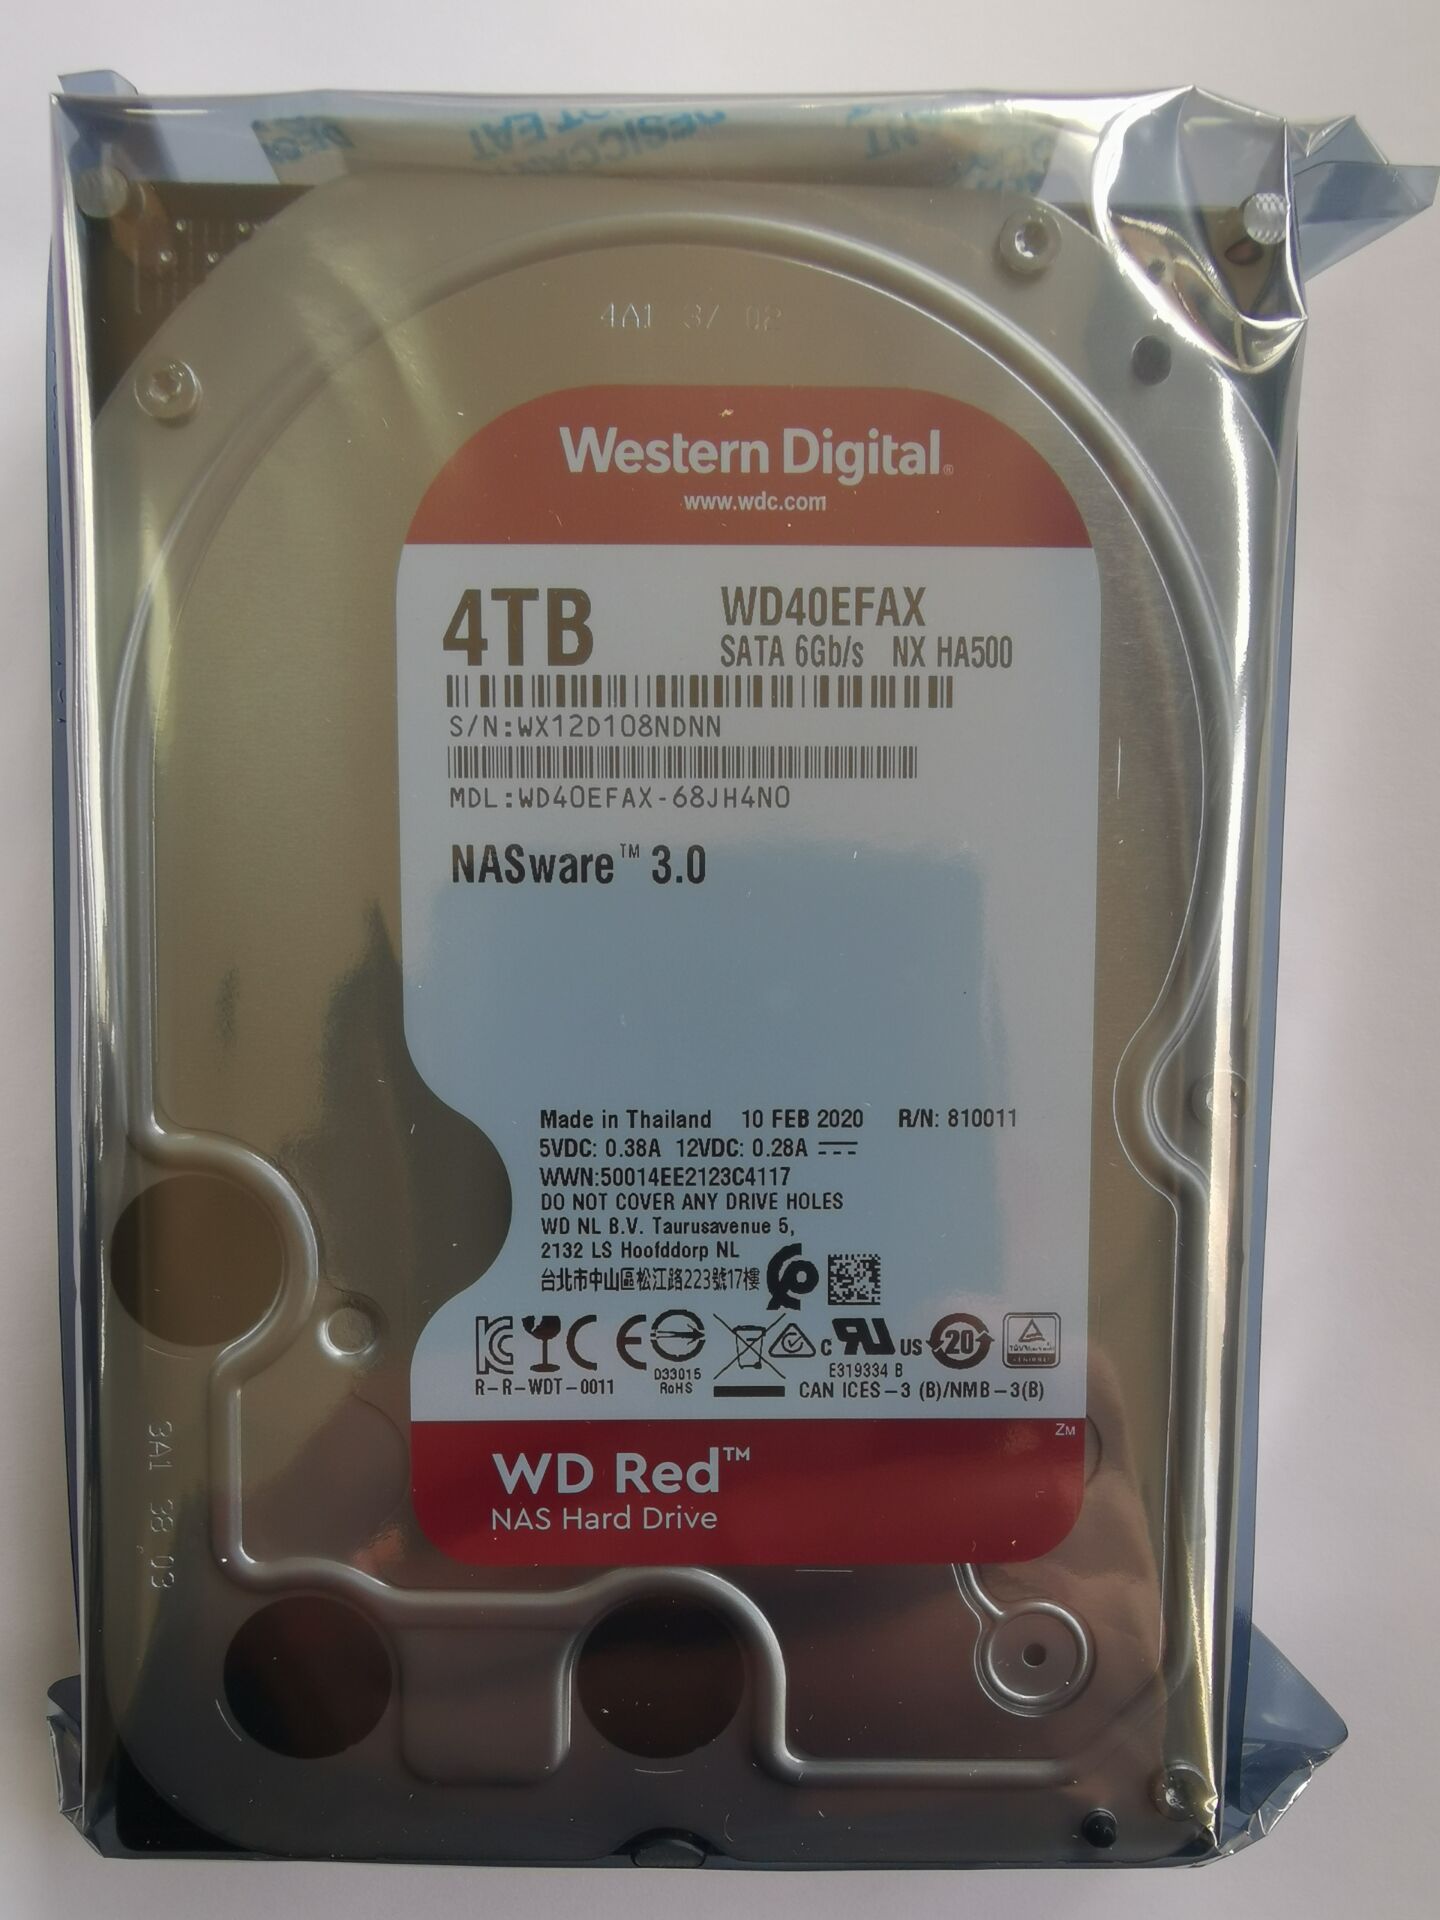 4A1 37 02
Western Digital®
www.wdc.com
4TB
WD40EFAX
SATA 6Gb/s NX HA500
S/N:WX12D108NDNN
MDL:WD40EFAX-68JH4N0
NASware™ 3.0
Made in Thailand 10 FEB 2020 R/N: 810011
5VDC: 0.38A 12VDC: 0.28A
WWN:50014EE2123C4117
DO NOT COVER ANY DRIVE HOLES
WD NL B.V. Taurusavenue 5,
2132 LS Hoofddorp NL
台北市中山區松江路223號17樓
C UL US 20
D33015
RoHS
E319334 B
R-R-WDT-0011
CAN ICES-3 (B)/NMB-3(B)
ZM
WD Red™
NAS Hard Drive
3A1 38 03